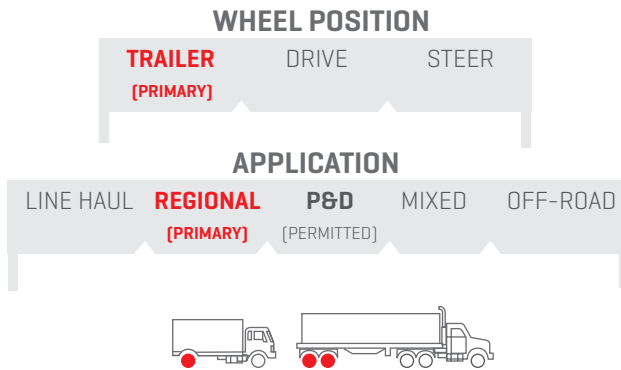 WHEEL POSITION
TRAILER DRIVE STEER
(PRIMARY)
APPLICATION
LINE HAUL REGIONAL P&D MIXED OFF-ROAD
(PRIMARY) (PERMITTED)